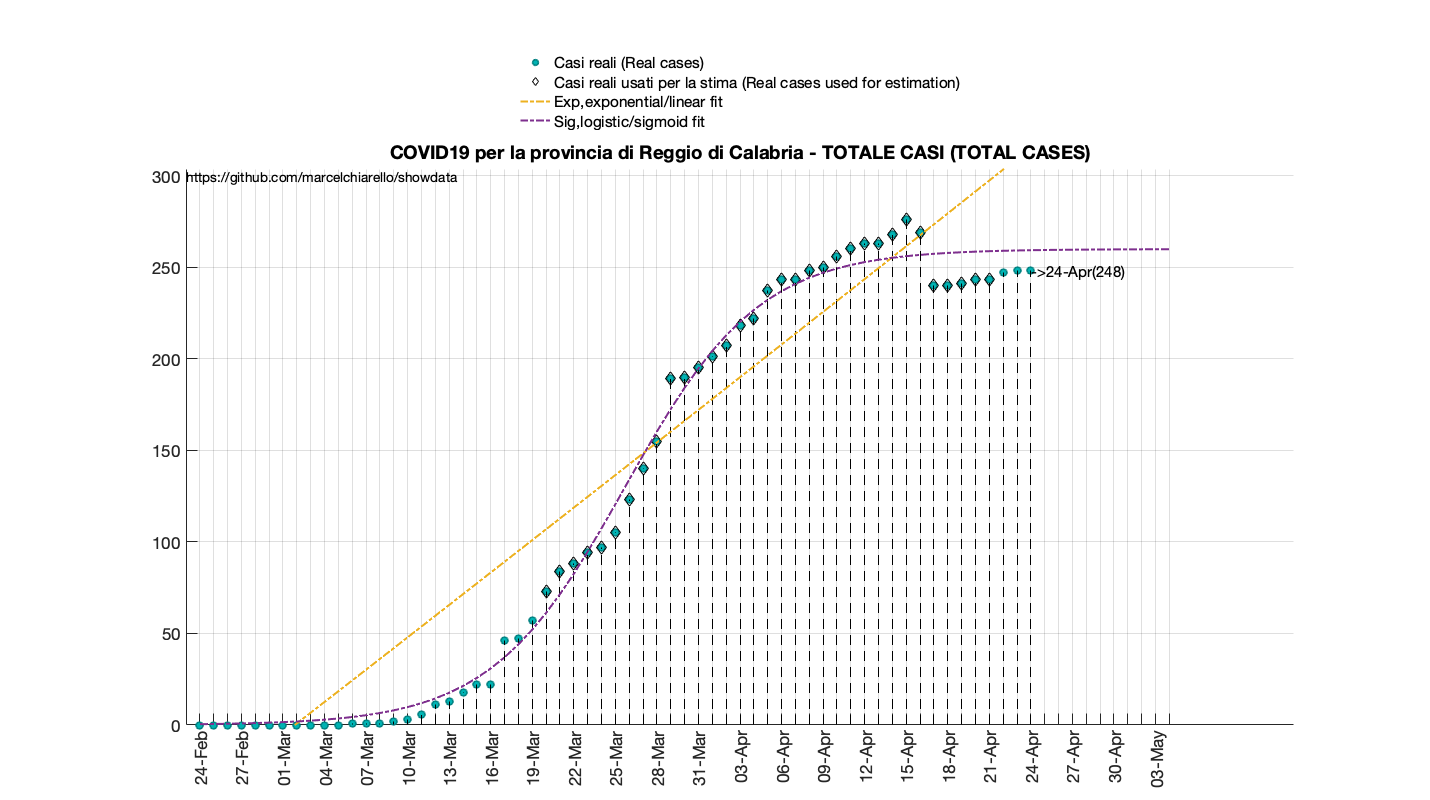 Casi reali (Real cases)
Casi reali usati per la stima (Real cases used for estimation)
Exp,exponential/linear fit
Sig,logistic/sigmoid fit
COVID19 per la provincia di Reggio di Calabria - TOTALE CASI (TOTAL CASES)
https://github.com/marcelchiarello/showdata
300
250
200
150
100
50
0
->24-Apr(248)
24-Feb
27-Feb
01-Mar
04-Mar
07-Mar
10-Mar
13-Mar
16-Mar
19-Mar
22-Mar
25-Mar
28-Mar
31-Mar
03-Apr
06-Apr
09-Apr
12-Apr
15-Apr
18-Apr
21-Apr
24-Apr
27-Apr
30-Apr
03-May